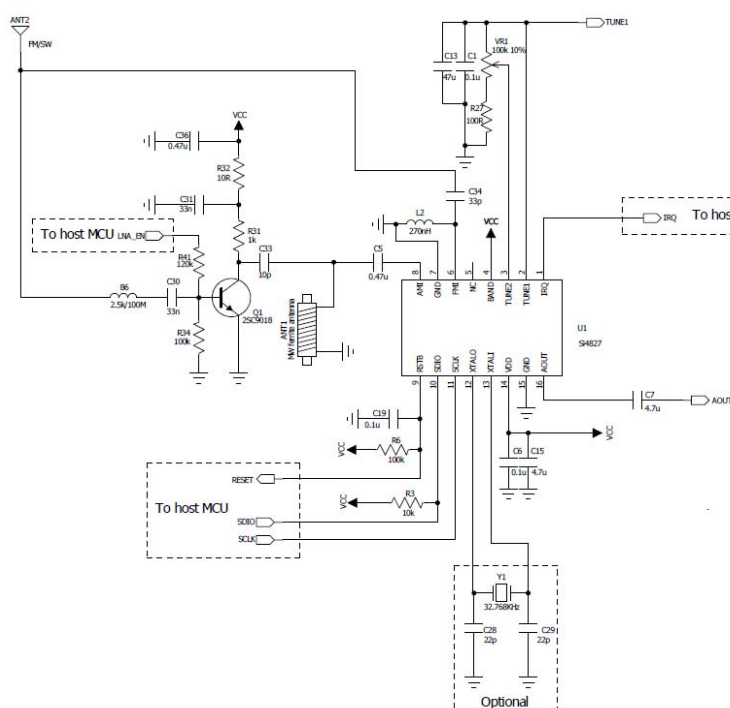 ANT2
FM/SW
TUNE1
VR1
100k 10%
C13
47u
C1
0.1u
R27
100R
VCC
C36
0.47u
R32
10R
C31
33n
R31
1k
C34
33p
L2
270nH
VCC
To host MCU LNA_EN
IRQ
To hos
R41
120k
C33
10p
C5
0.47u
B6
2.5k/100M
C30
33n
Q1
2SC9018
R34
100k
ANT1
MW ferrite antenna
8 7 6 5 4 3 2 1
AMI GND FMI NC BAND TUNE2 TUNE1 IRQ
U1
Si4827
RSTB SDIO SCLK XTALO XTALI VDD GND AOUT
9 10 11 12 13 14 15 16
C7
4.7u
AOUT
C19
0.1u
VCC
R6
100k
VCC
C6
0.1u
C15
4.7u
RESET
To host MCU
VCC
R3
10k
SDIO
SCLK
Y1
32.768KHz
C28
22p
C29
22p
Optional